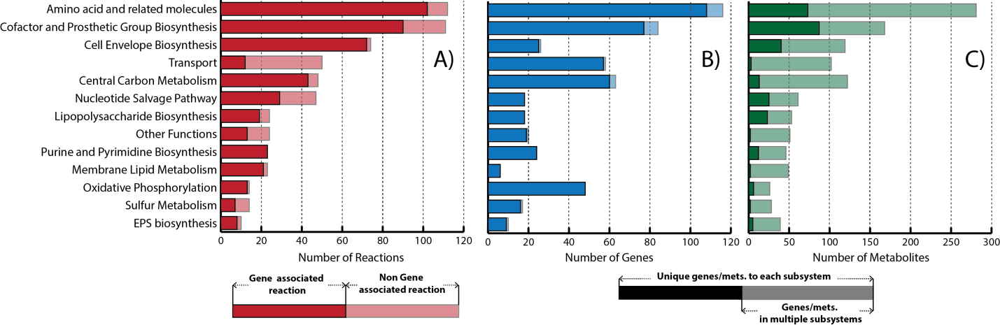 Amino acid and related molecules
Cofactor and Prosthetic Group Biosynthesis
Cell Envelope Biosynthesis
Transport
Central Carbon Metabolism
Nucleotide Salvage Pathway
Lipopolysaccharide Biosynthesis
Other Functions
Purine and Pyrimidine Biosynthesis
Membrane Lipid Metabolism
Oxidative Phosphorylation
Sulfur Metabolism
EPS biosynthesis
A)
0 20 40 60 80 100 120
Number of Reactions
B)
0 20 40 60 80 100 120
Number of Genes
C)
0 50 100 150 200 250 300
Number of Metabolites
Gene associated
reaction
Non Gene
associated reaction
Unique genes/mets. to each subsystem
Genes/mets.
in multiple subsystems